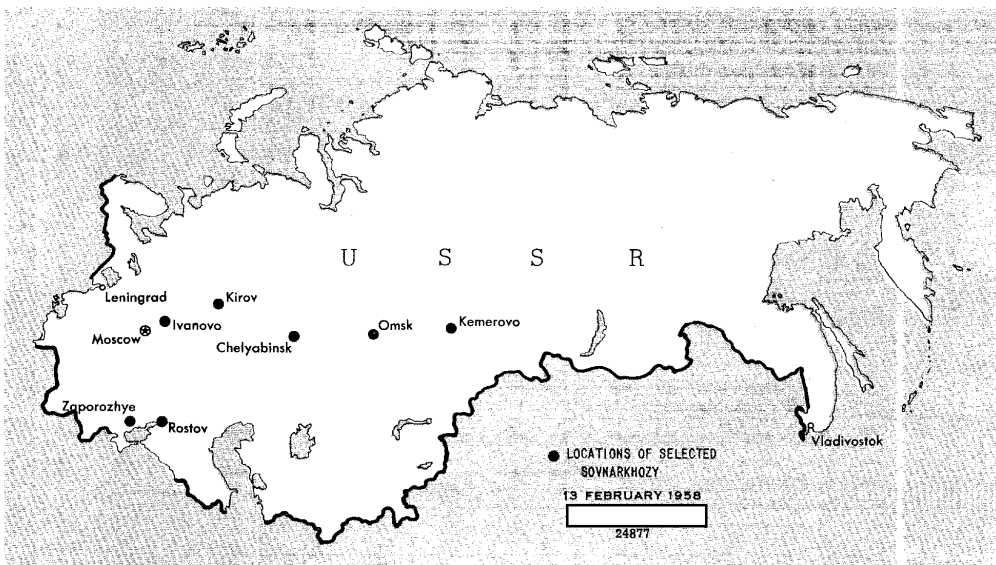 U S S R
Leningrad
Kirov
Ivanovo
Moscow
Omsk
Kemerovo
Chelyabinsk
Zaporozhye
Rostov
Vladivostok
LOCATIONS OF SELECTED
SOVNARKHOZY
13 FEBRUARY 1958
24877